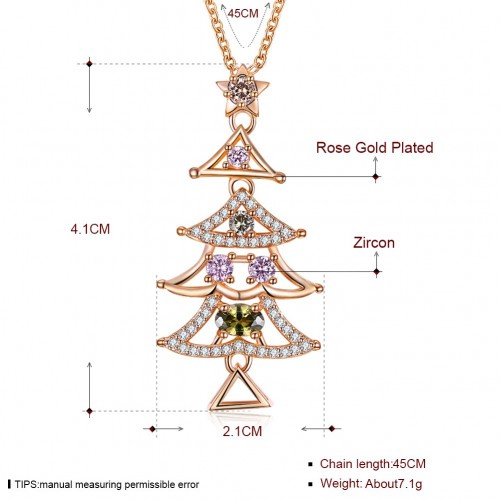 45CM
Rose Gold Plated
4.1CM
Zircon
2.1CM
Chain length:45CM
Weight: About7.1g
TIPS:manual measuring permissible error